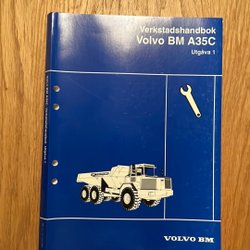 Verkstadshandbok
Volvo BM A35C
Utgåva 1
VOLVO BM